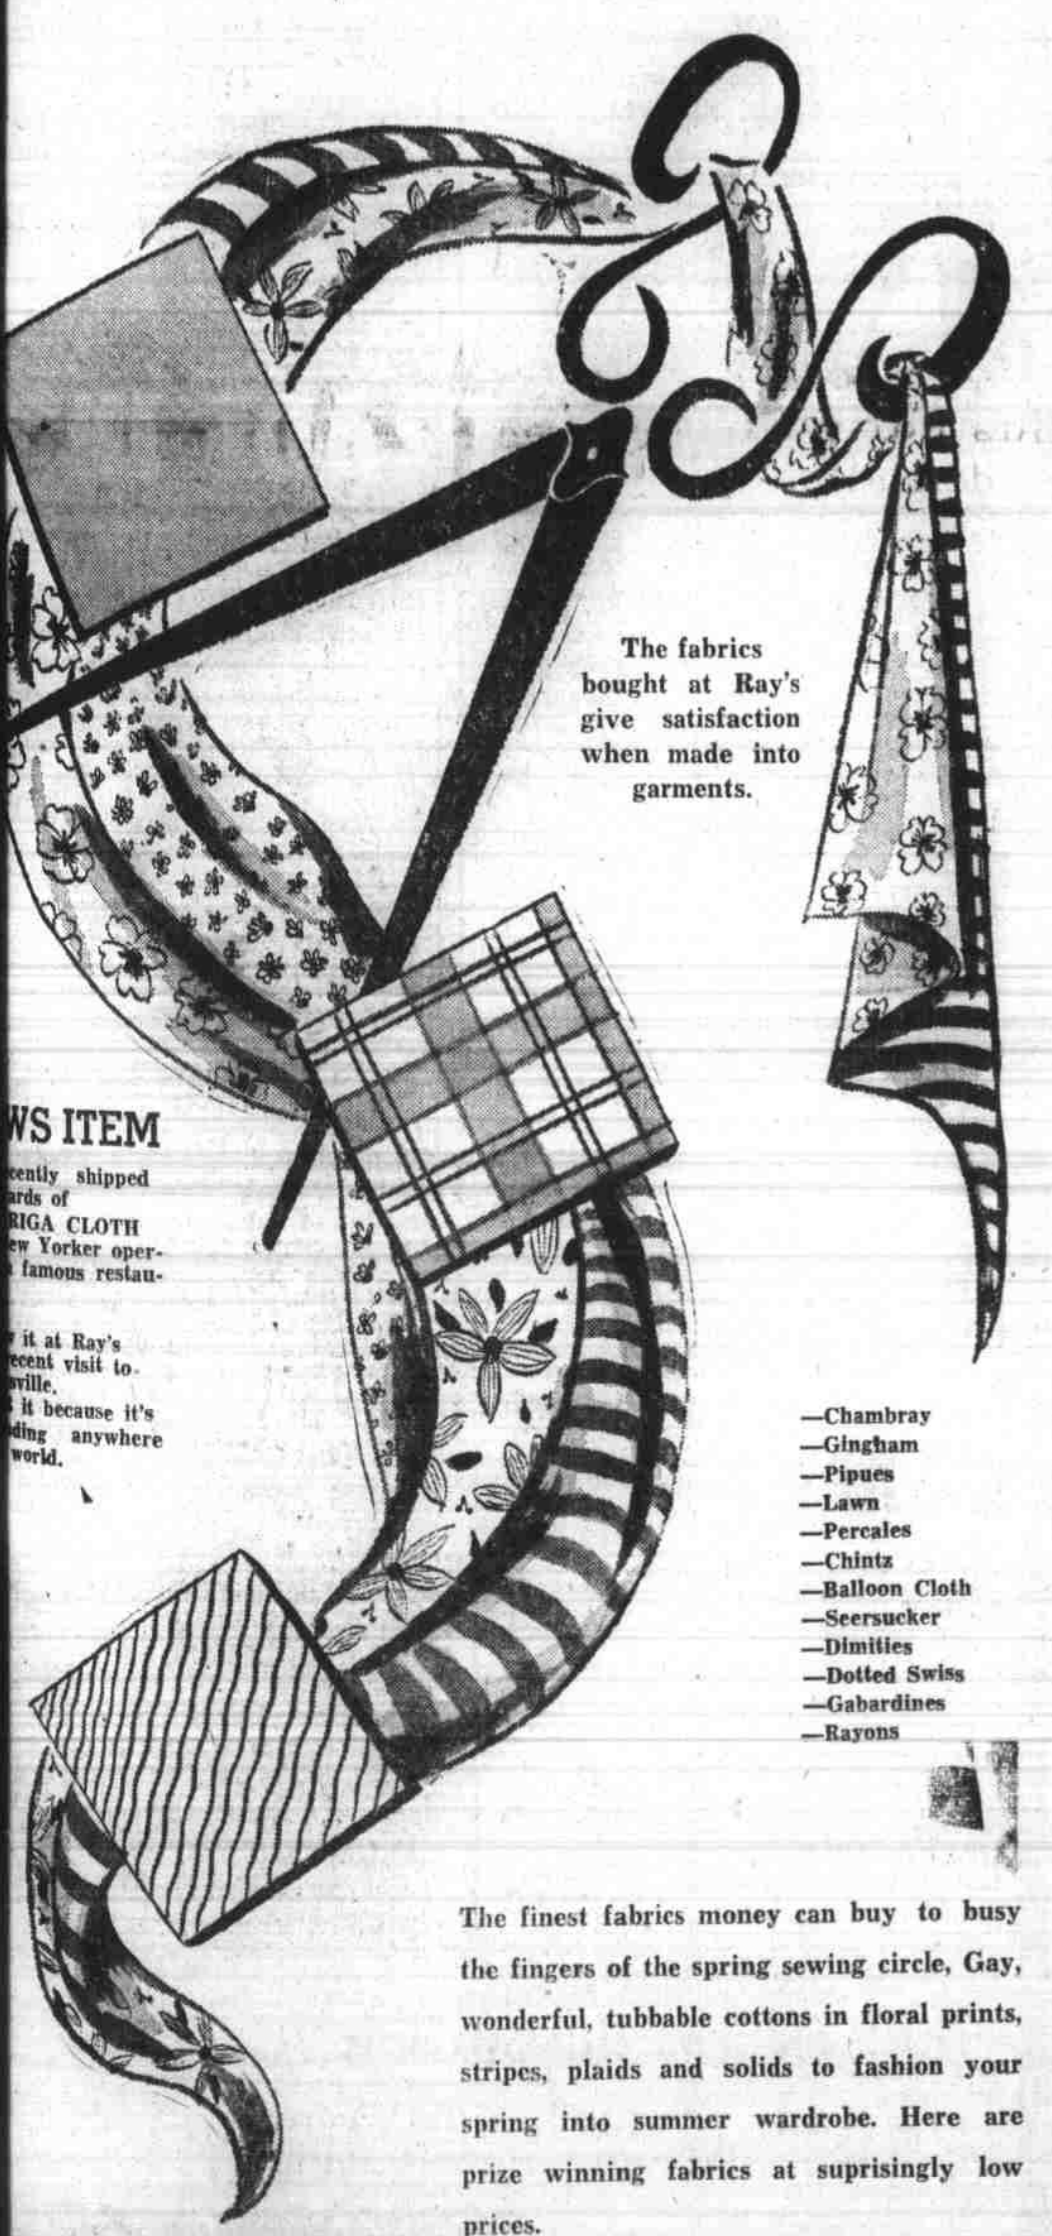 The fabrics
bought at Ray's
give satisfaction
when made into
garments.
WS ITEM
cently shipped
ards of
RIGA CLOTH
ew Yorker oper-
famous restau-
it at Ray's
ecent visit to
sville.
it because it's
ding anywhere
world.
—Chambray
—Gingham
—Pipues
—Lawn
—Percales
—Chintz
—Balloon Cloth
—Seersucker
—Dimities
—Dotted Swiss
—Gabardines
—Rayons
The finest fabrics money can buy to busy
the fingers of the spring sewing circle, Gay,
wonderful, tubbable cottons in floral prints,
stripes, plaids and solids to fashion your
spring into summer wardrobe. Here are
prize winning fabrics at suprisingly low
prices.